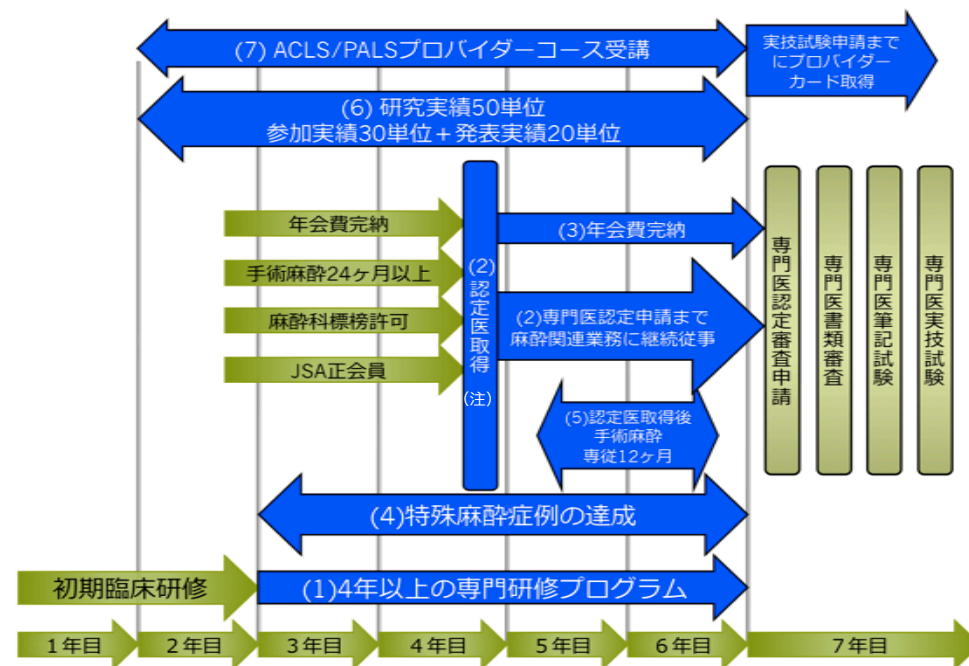 (7) ACLS/PALSプロバイダーコース受講
実技試験申請まで
にプロバイダー
カード取得
(6) 研究実績50単位
参加実績30単位＋発表実績20単位
年会費完納
手術麻酔24ヶ月以上
麻酔科標榜許可
JSA正会員
(2)認定医取得
(注)
(3)年会費完納
(2)専門医認定申請まで
麻酔関連業務に継続従事
(5)認定医取得後
手術麻酔
専従12ヶ月
専門医認定審査申請
専門医書類審査
専門医筆記試験
専門医実技試験
(4)特殊麻酔症例の達成
初期臨床研修
(1)4年以上の専門研修プログラム
1年目
2年目
3年目
4年目
5年目
6年目
7年目